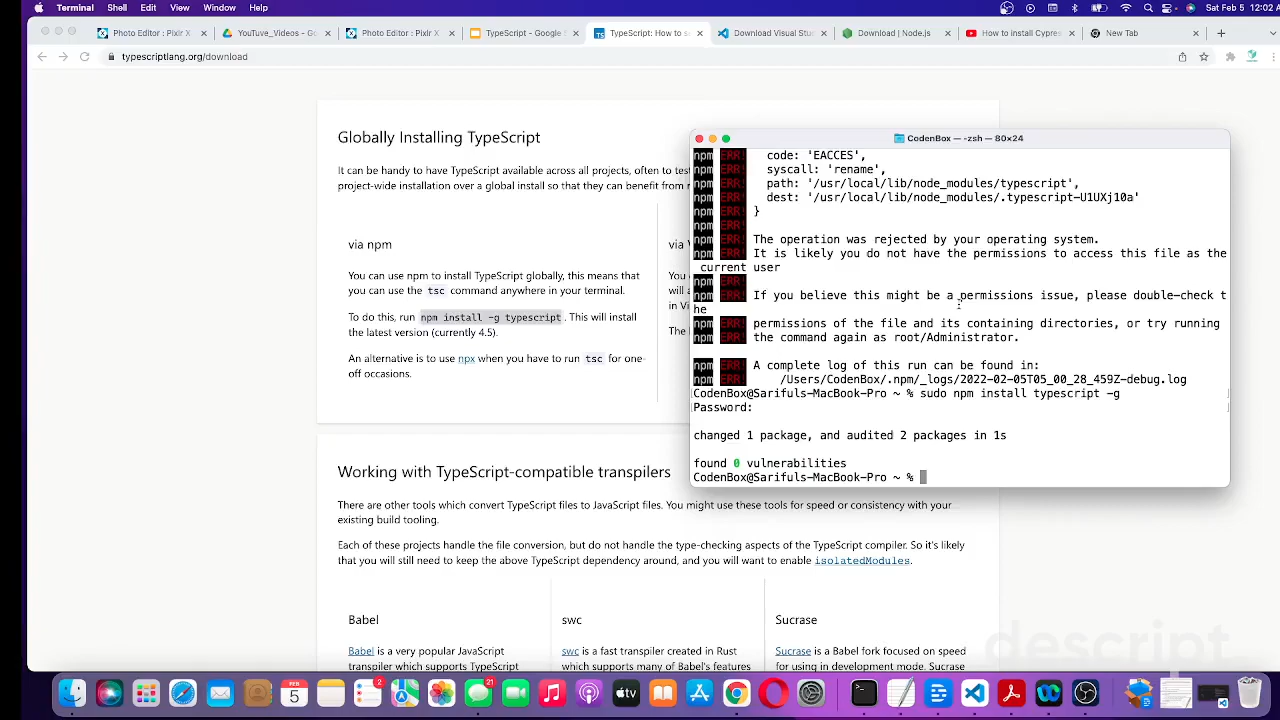 Terminal Shell Edit View Window Help
Sat Feb 5 12:02 A
Photo Editor : Pixlr X
YouTuve_Videos - Go
Photo Editor : Pixlr X
TypeScript - Google S
TypeScript: How to se
Download Visual Stud
Download | Node.js
How to install Cypres
New Tab
typescriptlang.org/download
Globally Installing TypeScript
It can be handy to have TypeScript available across all projects, often to test
project-wide installation over a global install so that they can benefit from r
via npm
You can use npm to install TypeScript globally, this means that
you can use the tsc command anywhere in your terminal.
To do this, run npm install -g typescript. This will install
the latest version (currently 4.5).
An alternative is to use npx when you have to run tsc for one-
off occasions.
CodenBox — -zsh — 80×24
npm ERR! code: 'EACCES',
npm ERR! syscall: 'rename',
npm ERR! path: '/usr/local/lib/node_modules/typescript',
npm ERR! dest: '/usr/local/lib/node_modules/.typescript-U1UXj10a'
npm ERR! }
npm ERR!
npm ERR! The operation was rejected by your operating system.
npm ERR! It is likely you do not have the permissions to access this file as the
current user
npm ERR!
npm ERR! If you believe this might be a permissions issue, please double-check t
he
npm ERR! permissions of the file and its containing directories, or try running
npm ERR! the command again as root/Administrator.
npm ERR! A complete log of this run can be found in:
npm ERR! /Users/CodenBox/.npm/_logs/2022-02-05T05_00_28_459Z-debug.log
CodenBox@Sarifuls-MacBook-Pro ~ % sudo npm install typescript -g
Password:
changed 1 package, and audited 2 packages in 1s
found 0 vulnerabilities
CodenBox@Sarifuls-MacBook-Pro ~ %
Working with TypeScript-compatible transpilers
There are other tools which convert TypeScript files to JavaScript files. You might use these tools for speed or consistency with your
existing build tooling.
Each of these projects handle the file conversion, but do not handle the type-checking aspects of the TypeScript compiler. So it's likely
that you will still need to keep the above TypeScript dependency around, and you will want to enable isolatedModules.
Babel
Babel is a very popular JavaScript
transpiler which supports TypeScript
swc
swc is a fast transpiler created in Rust
which supports many of Babel's features
Sucrase
Sucrase is a Babel fork focused on speed
for using in development mode. Sucrase
FEB
5
2
21
tv